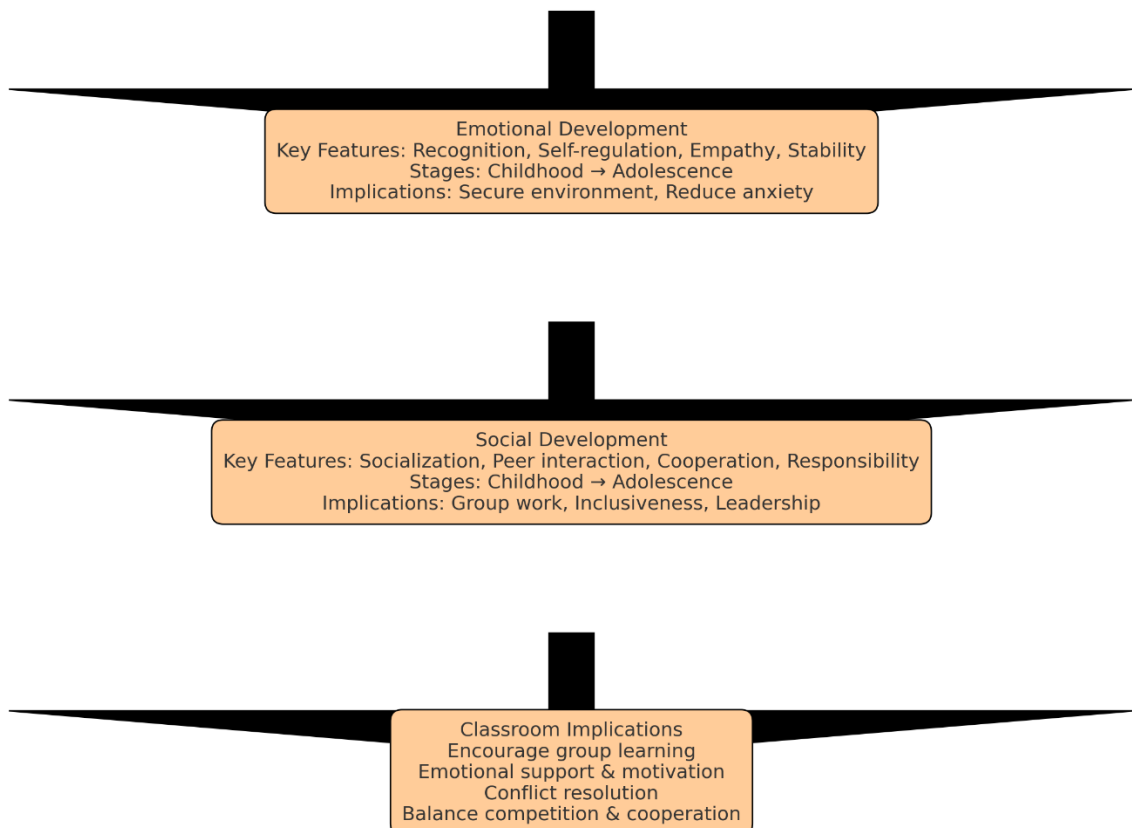 Emotional Development
Key Features: Recognition, Self-regulation, Empathy, Stability
Stages: Childhood → Adolescence
Implications: Secure environment, Reduce anxiety
Social Development
Key Features: Socialization, Peer interaction, Cooperation, Responsibility
Stages: Childhood → Adolescence
Implications: Group work, Inclusiveness, Leadership
Classroom Implications
Encourage group learning
Emotional support & motivation
Conflict resolution
Balance competition & cooperation